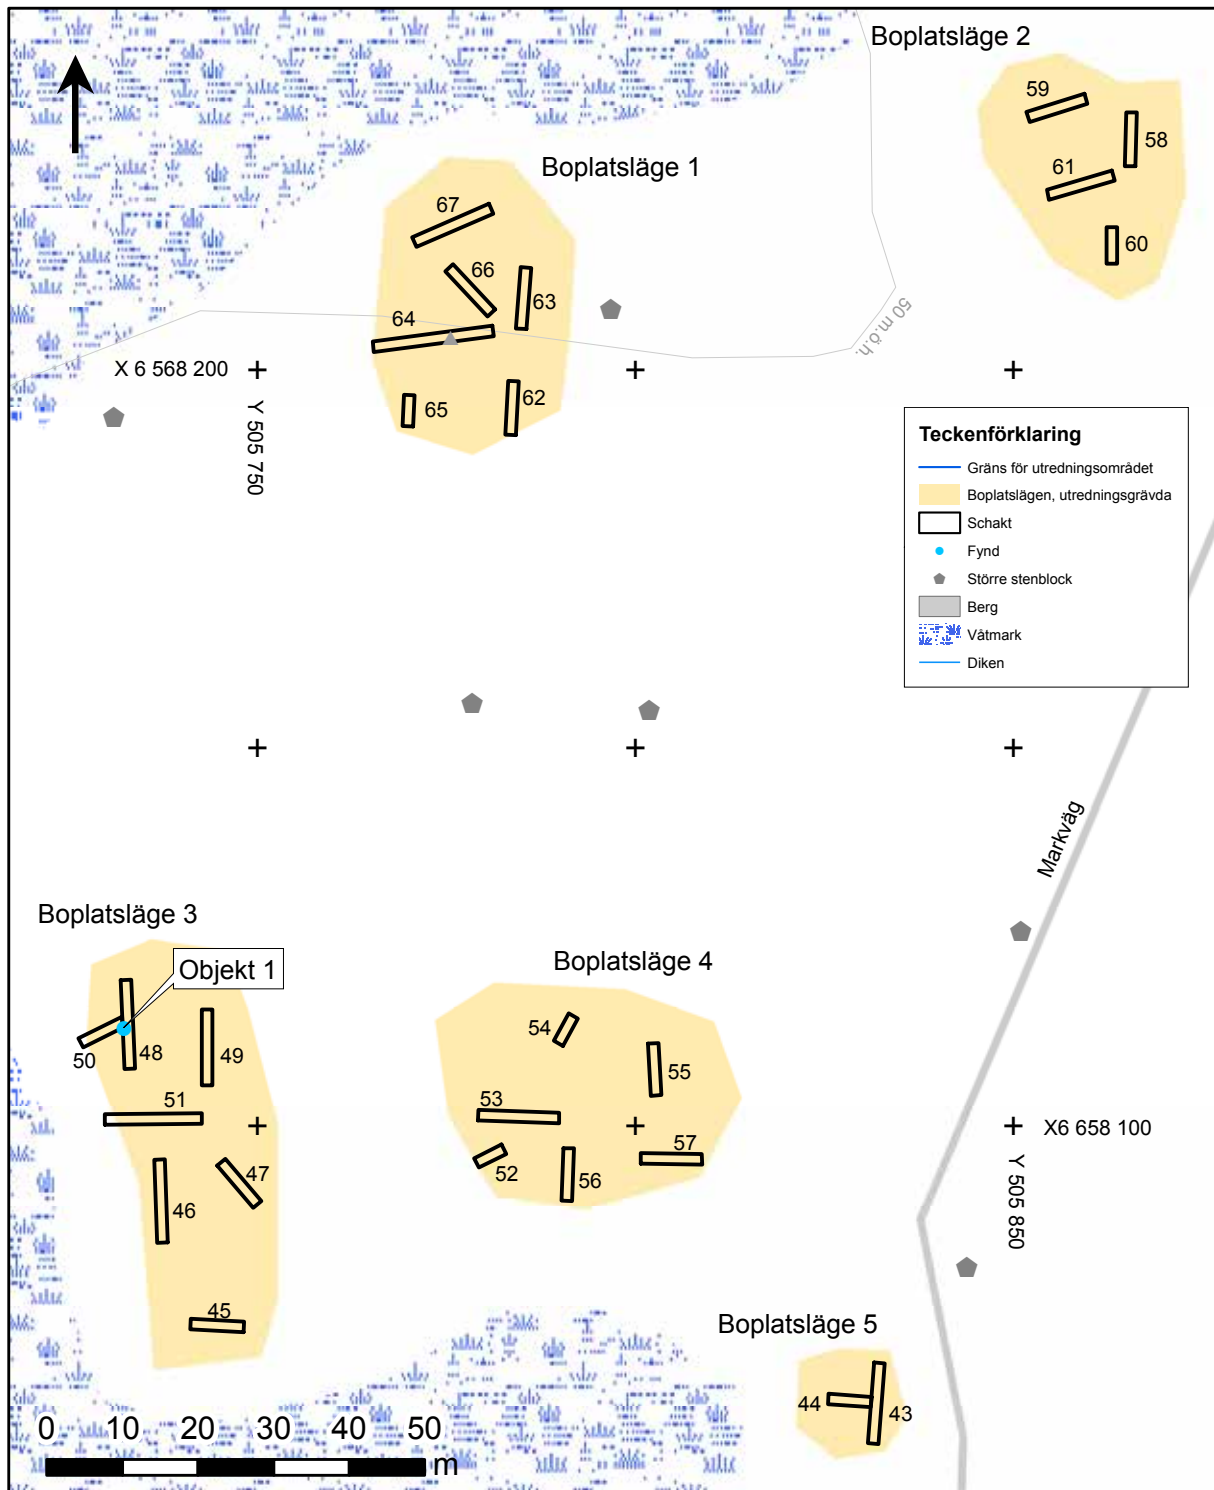 Boplatsläge 2
59
58
61
60
Boplatsläge 1
67
66
63
64
65
62
50 m.ö.h.
X 6 568 200
Y 505 750
Teckenförklaring
Gräns för utredningsområdet
Boplatslägen, utredningsgrävda
Schakt
Fynd
Större stenblock
Berg
Våtmark
Diken
Markväg
Boplatsläge 3
Objekt 1
50
48
49
51
46
47
45
Boplatsläge 4
54
55
53
52
56
57
X6 658 100
Y 505 850
Boplatsläge 5
44
43
0 10 20 30 40 50
m